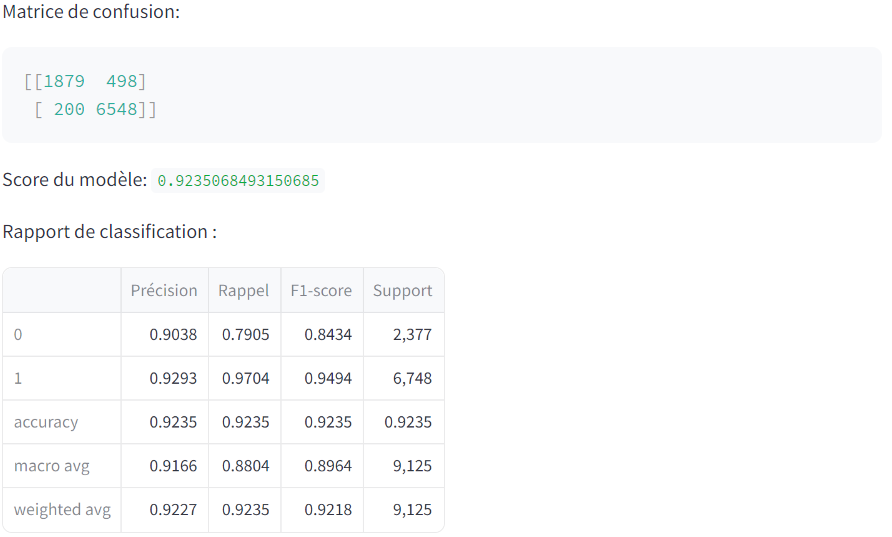 Matrice de confusion:
[[1879  498]
 [ 200 6548]]
Score du modèle: 0.9235068493150685
Rapport de classification :
Précision Rappel F1-score Support
0 0.9038 0.7905 0.8434 2,377
1 0.9293 0.9704 0.9494 6,748
accuracy 0.9235 0.9235 0.9235 0.9235
macro avg 0.9166 0.8804 0.8964 9,125
weighted avg 0.9227 0.9235 0.9218 9,125